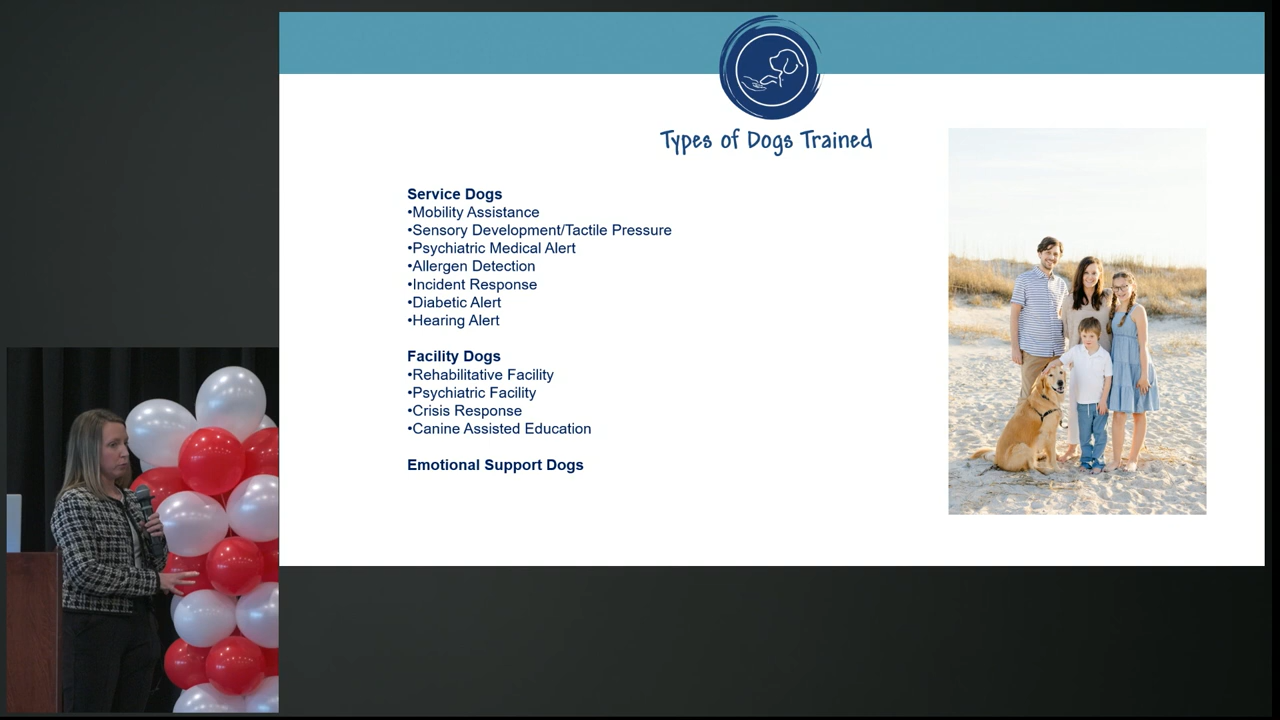 Types of Dogs Trained
Service Dogs
•Mobility Assistance
•Sensory Development/Tactile Pressure
•Psychiatric Medical Alert
•Allergen Detection
•Incident Response
•Diabetic Alert
•Hearing Alert
Facility Dogs
•Rehabilitative Facility
•Psychiatric Facility
•Crisis Response
•Canine Assisted Education
Emotional Support Dogs